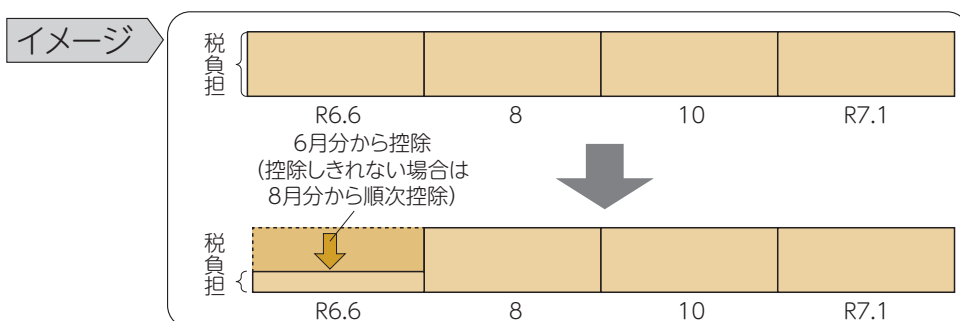 イメージ
税負担
R6.6 8 10 R7.1
6月分から控除
(控除しきれない場合は
8月分から順次控除)
税負担
R6.6 8 10 R7.1